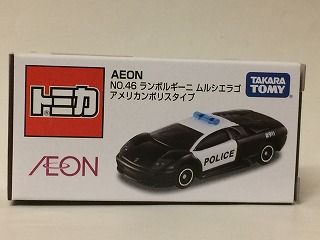 AEON
NO.46 ランボルギーニ ムルシエラゴ
アメリカンポリスタイプ
TAKARA
TOMY
トミカ
ÆON
POLICE